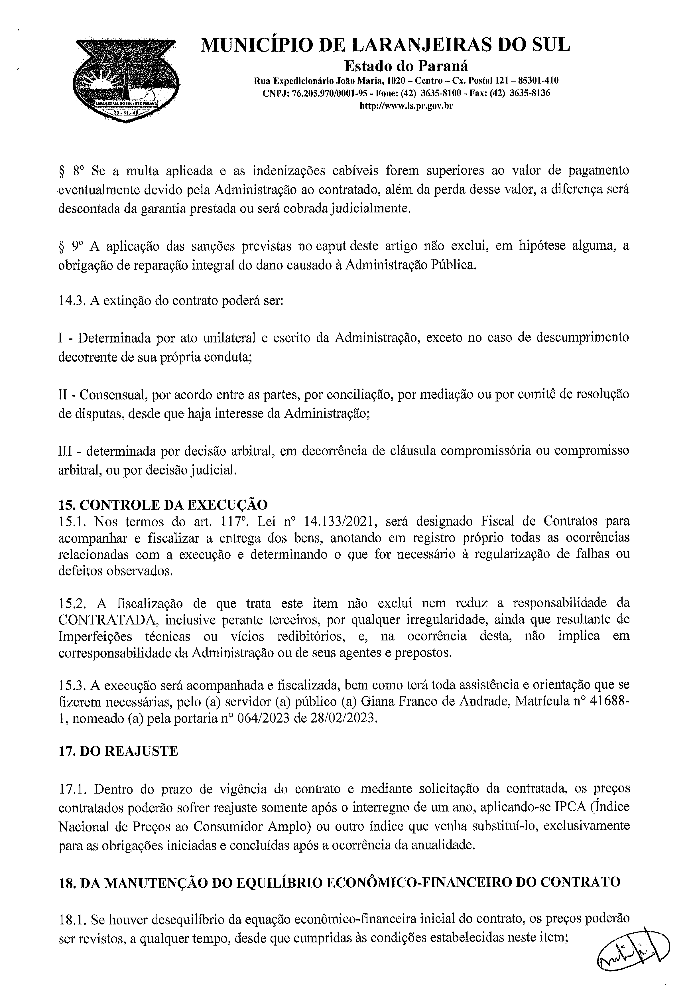 MUNICÍPIO DE LARANJEIRAS DO SUL
Estado do Paraná
Rua Expedicionário João Maria, 1020 – Centro – Cx. Postal 121 – 85301-410
CNPJ: 76.205.970/0001-95 - Fone: (42) 3635-8100 - Fax: (42) 3635-8136
http://www.ls.pr.gov.br
LARANJEIRAS DO SUL - EST. PARANÁ
30 - 11 - 46
§ 8º Se a multa aplicada e as indenizações cabíveis forem superiores ao valor de pagamento
eventualmente devido pela Administração ao contratado, além da perda desse valor, a diferença será
descontada da garantia prestada ou será cobrada judicialmente.
§ 9º A aplicação das sanções previstas no caput deste artigo não exclui, em hipótese alguma, a
obrigação de reparação integral do dano causado à Administração Pública.
14.3. A extinção do contrato poderá ser:
I - Determinada por ato unilateral e escrito da Administração, exceto no caso de descumprimento
decorrente de sua própria conduta;
II - Consensual, por acordo entre as partes, por conciliação, por mediação ou por comitê de resolução
de disputas, desde que haja interesse da Administração;
III - determinada por decisão arbitral, em decorrência de cláusula compromissória ou compromisso
arbitral, ou por decisão judicial.
15. CONTROLE DA EXECUÇÃO
15.1. Nos termos do art. 117º. Lei nº 14.133/2021, será designado Fiscal de Contratos para
acompanhar e fiscalizar a entrega dos bens, anotando em registro próprio todas as ocorrências
relacionadas com a execução e determinando o que for necessário à regularização de falhas ou
defeitos observados.
15.2. A fiscalização de que trata este item não exclui nem reduz a responsabilidade da
CONTRATADA, inclusive perante terceiros, por qualquer irregularidade, ainda que resultante de
Imperfeições técnicas ou vícios redibitórios, e, na ocorrência desta, não implica em
corresponsabilidade da Administração ou de seus agentes e prepostos.
15.3. A execução será acompanhada e fiscalizada, bem como terá toda assistência e orientação que se
fizerem necessárias, pelo (a) servidor (a) público (a) Giana Franco de Andrade, Matrícula nº 41688-
1, nomeado (a) pela portaria nº 064/2023 de 28/02/2023.
17. DO REAJUSTE
17.1. Dentro do prazo de vigência do contrato e mediante solicitação da contratada, os preços
contratados poderão sofrer reajuste somente após o interregno de um ano, aplicando-se IPCA (Índice
Nacional de Preços ao Consumidor Amplo) ou outro índice que venha substituí-lo, exclusivamente
para as obrigações iniciadas e concluídas após a ocorrência da anualidade.
18. DA MANUTENÇÃO DO EQUILÍBRIO ECONÔMICO-FINANCEIRO DO CONTRATO
18.1. Se houver desequilíbrio da equação econômico-financeira inicial do contrato, os preços poderão
ser revistos, a qualquer tempo, desde que cumpridas às condições estabelecidas neste item;